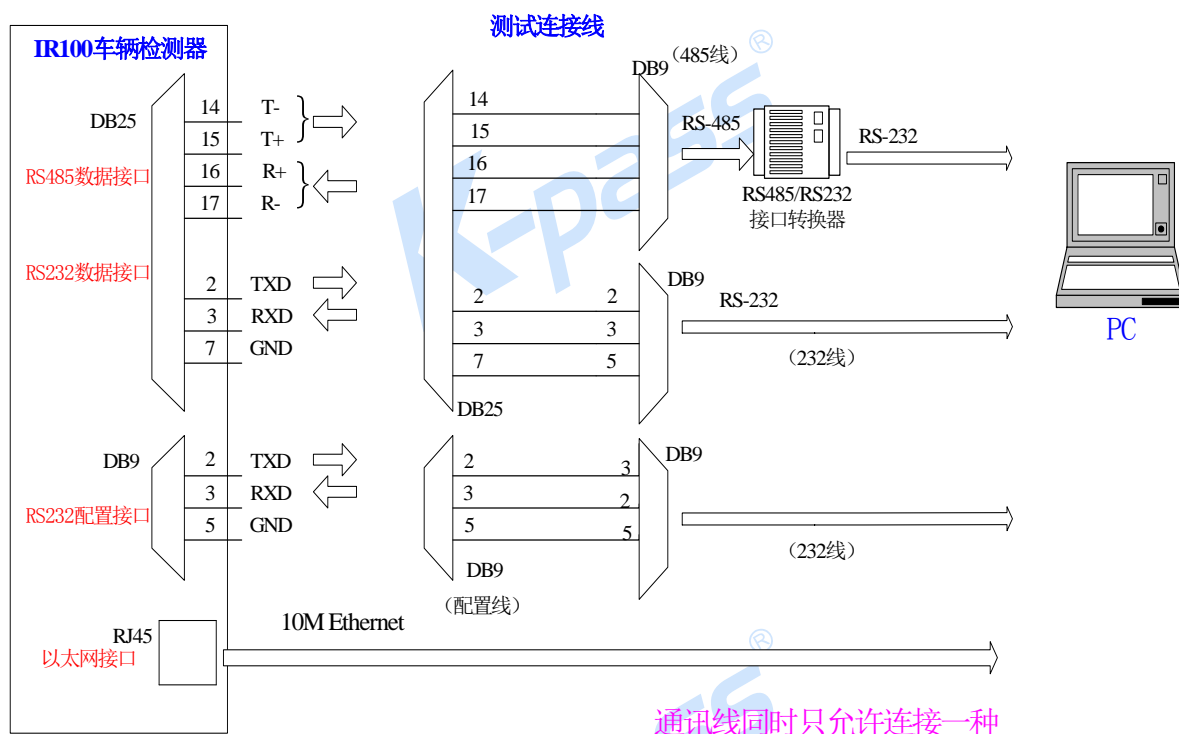 测试连接线
IR100车辆检测器
DB25
RS485数据接口
RS232数据接口
14 T-
15 T+
16 R+
17 R-
2 TXD
3 RXD
7 GND
DB9
RS232配置接口
2 TXD
3 RXD
5 GND
RJ45
以太网接口
10M Ethernet
14
15
16
17
2 2
3 3
7 5
DB25
DB9
（485线）
RS-485
RS485/RS232
接口转换器
RS-232
DB9
RS-232
（232线）
2 3
3 2
5 5
DB9
（配置线）
DB9
（232线）
PC
通讯线同时只允许连接一种
K-pass®
pass®